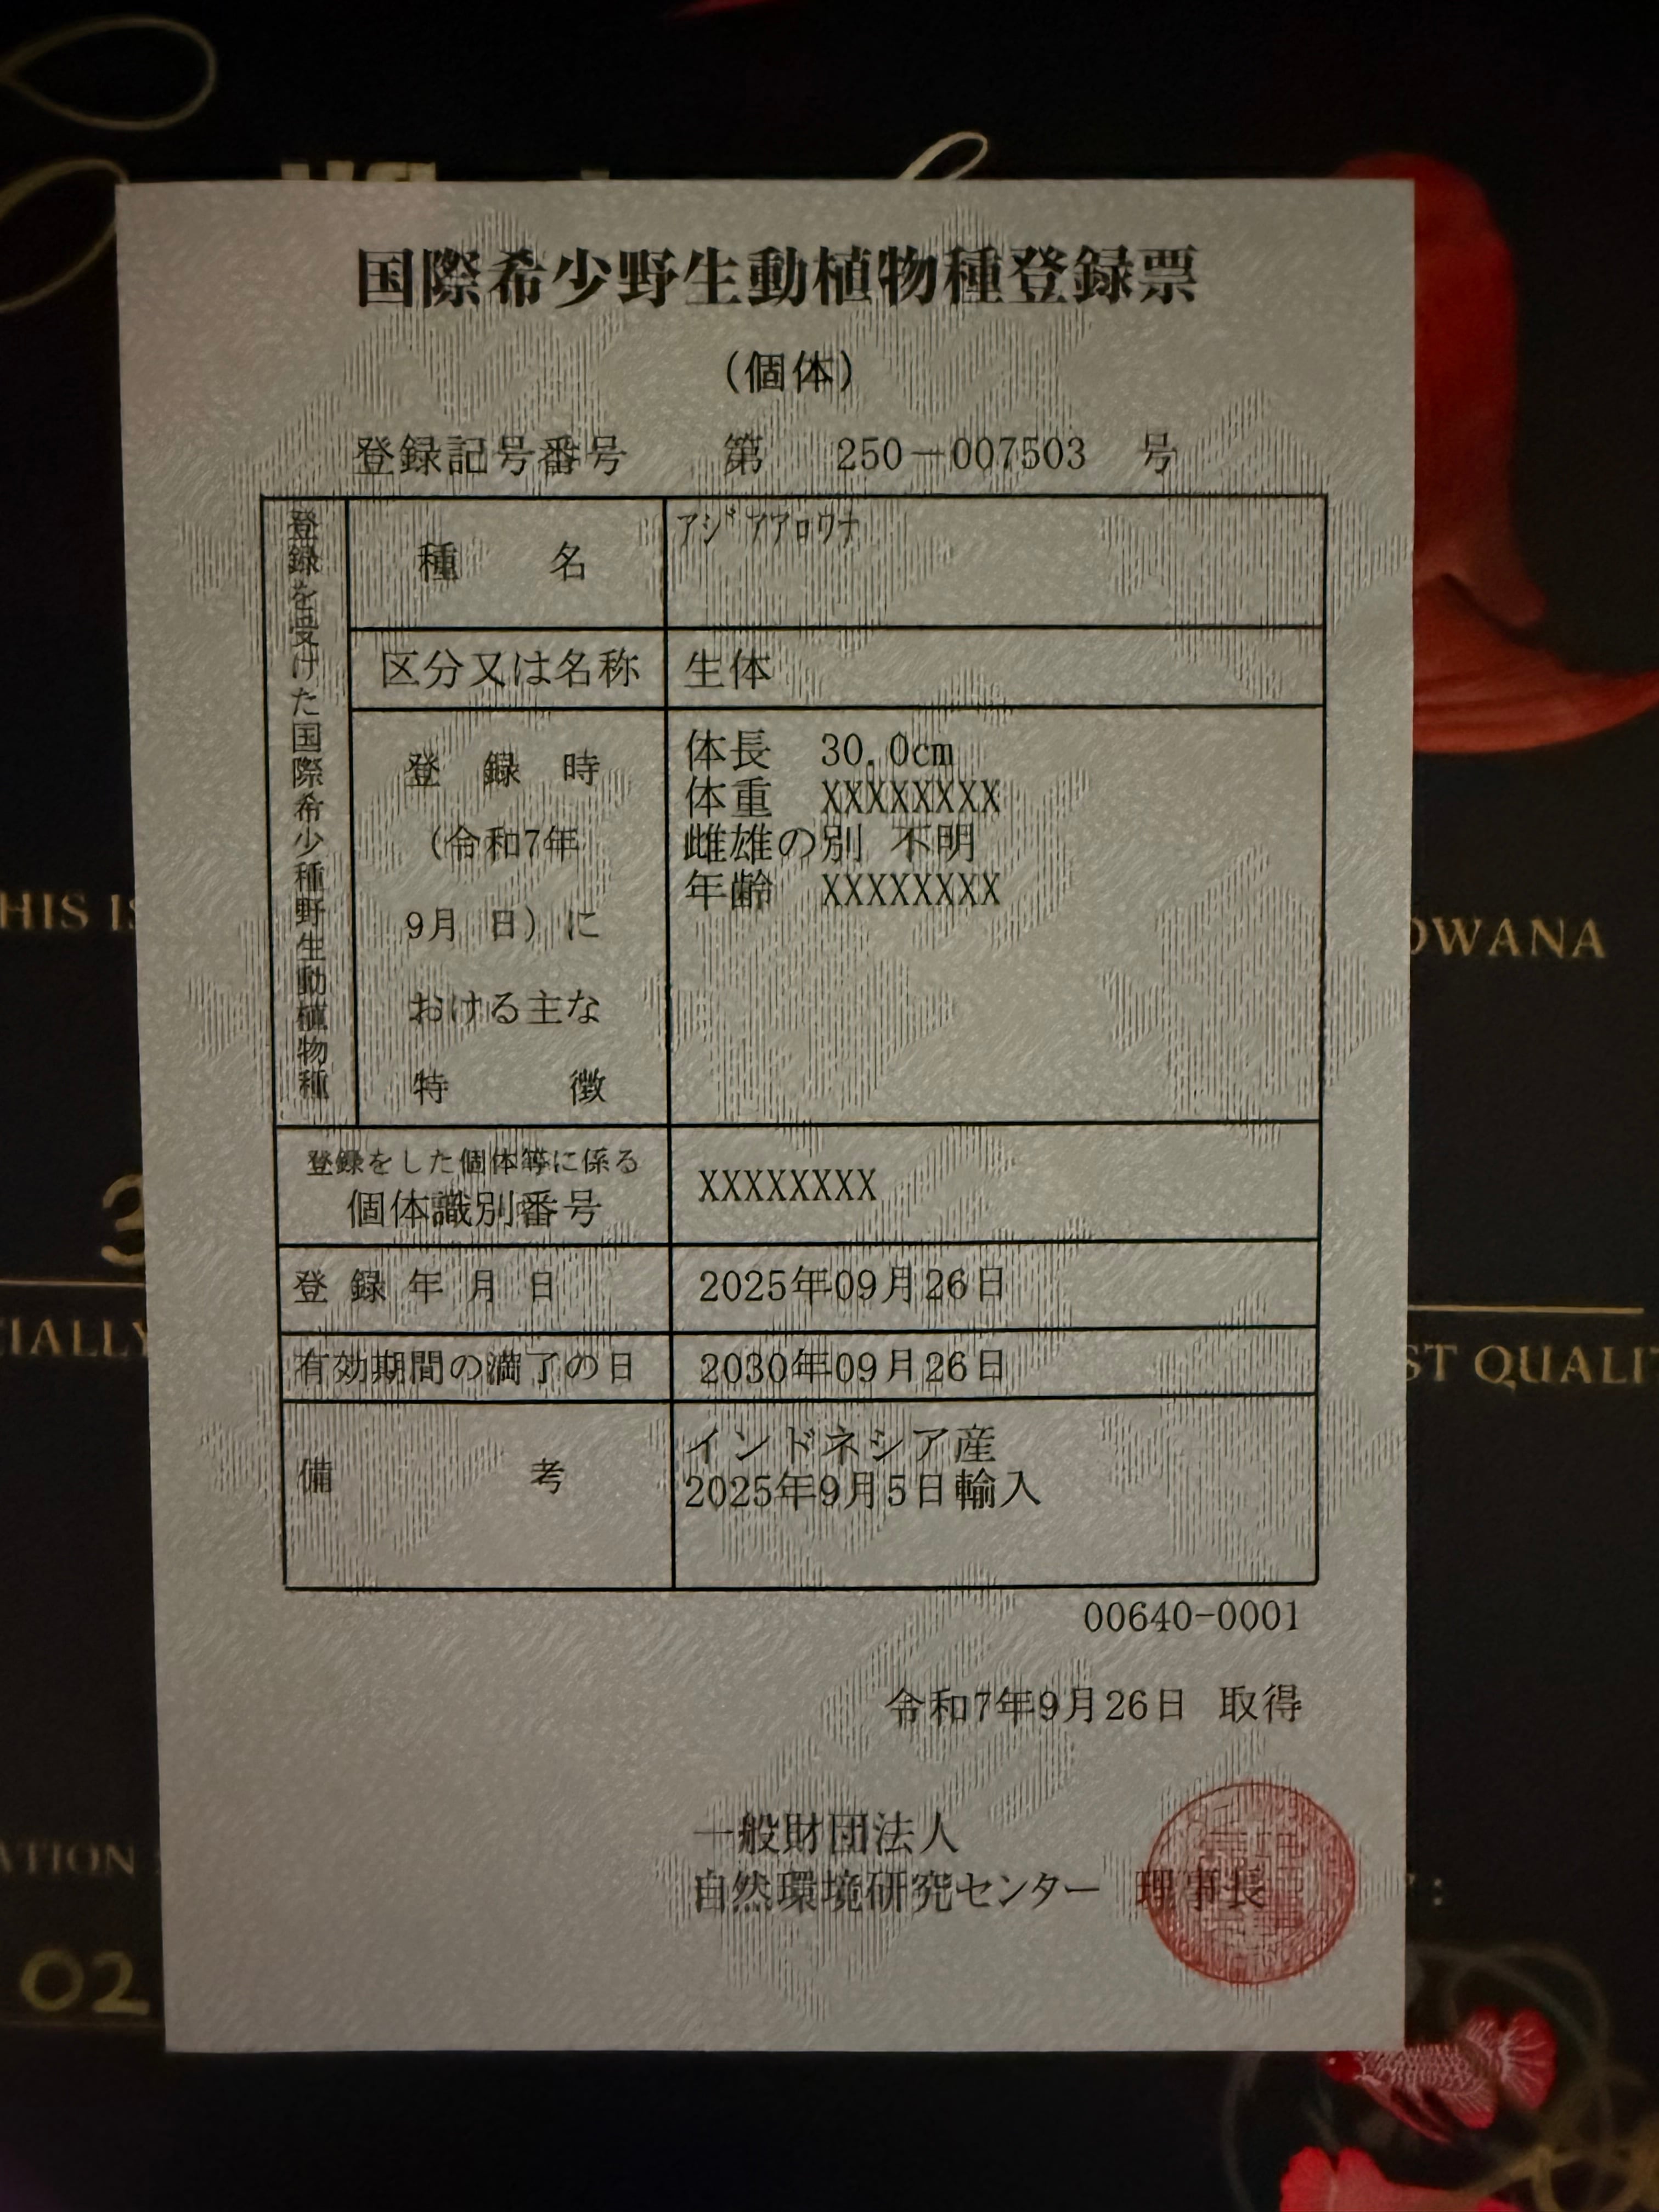 国際希少野生動植物種登録票
（個体）
登録記号番号 第 250-007503 号
登録を受けた国際希少種野生動植物種
種 名 ｱｼﾞｱｱﾛﾜﾅ
区分又は名称 生体
登 録 時
（令和7年
9月 日）に
おける主な
特 徴
体長 30.0cm
体重 XXXXXXXX
雌雄の別 不明
年齢 XXXXXXXX
登録をした個体等に係る
個体識別番号
XXXXXXXX
登 録 年 月 日 2025年09月26日
有効期間の満了の日 2030年09月26日
備 考
インドネシア産
2025年9月5日輸入
00640-0001
令和7年9月26日 取得
一般財団法人
自然環境研究センター 理事長
HIS IS
OWANA
3
CIALLY
ST QUALIT
ATION
:
02